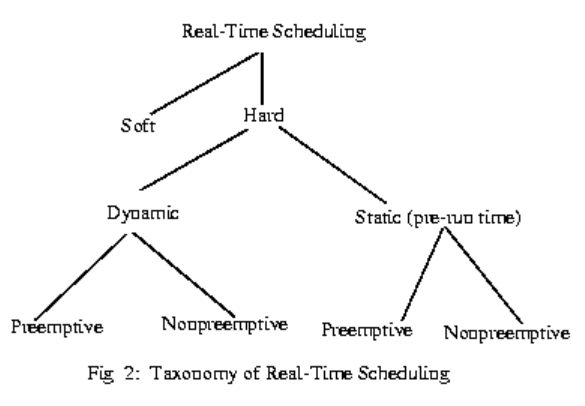 Real-Time Scheduling
Soft
Hard
Dynamic
Static (pre-run time)
Preemptive
Nonpreemptive
Preemptive
Nonpreemptive
Fig 2: Taxonomy of Real-Time Scheduling